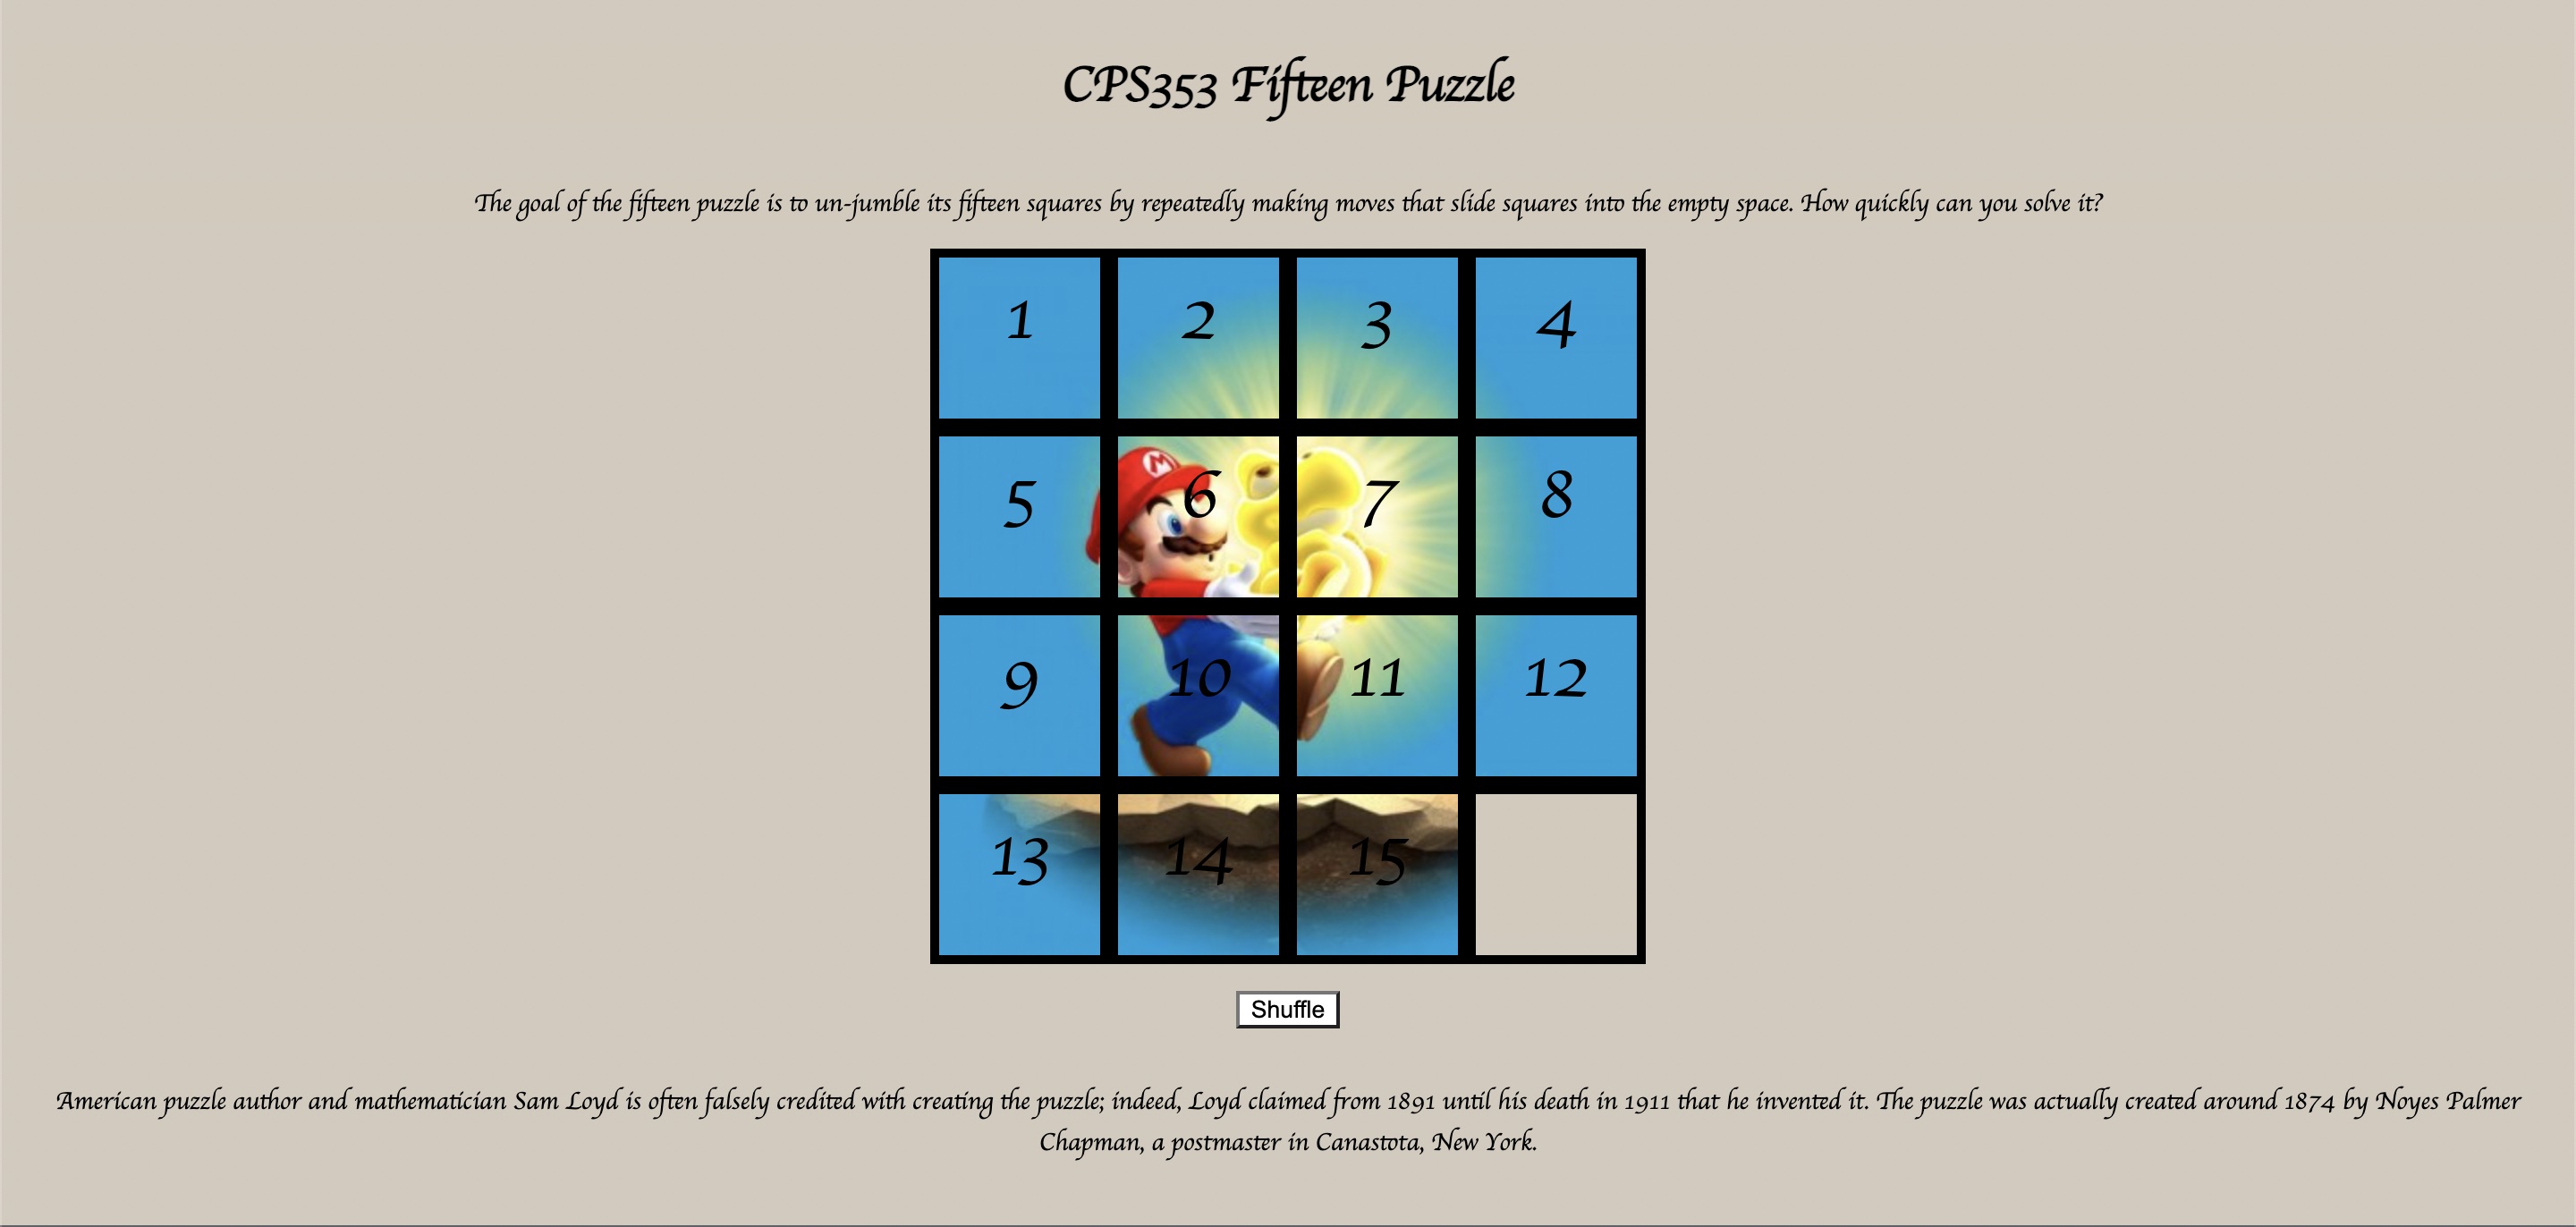 CPS353 Fifteen Puzzle
The goal of the fifteen puzzle is to un-jumble its fifteen squares by repeatedly making moves that slide squares into the empty space. How quickly can you solve it?
1 2 3 4
M
5 6 7 8
9 10 11 12
13 14 15
Shuffle
American puzzle author and mathematician Sam Loyd is often falsely credited with creating the puzzle; indeed, Loyd claimed from 1891 until his death in 1911 that he invented it. The puzzle was actually created around 1874 by Noyes Palmer
Chapman, a postmaster in Canastota, New York.